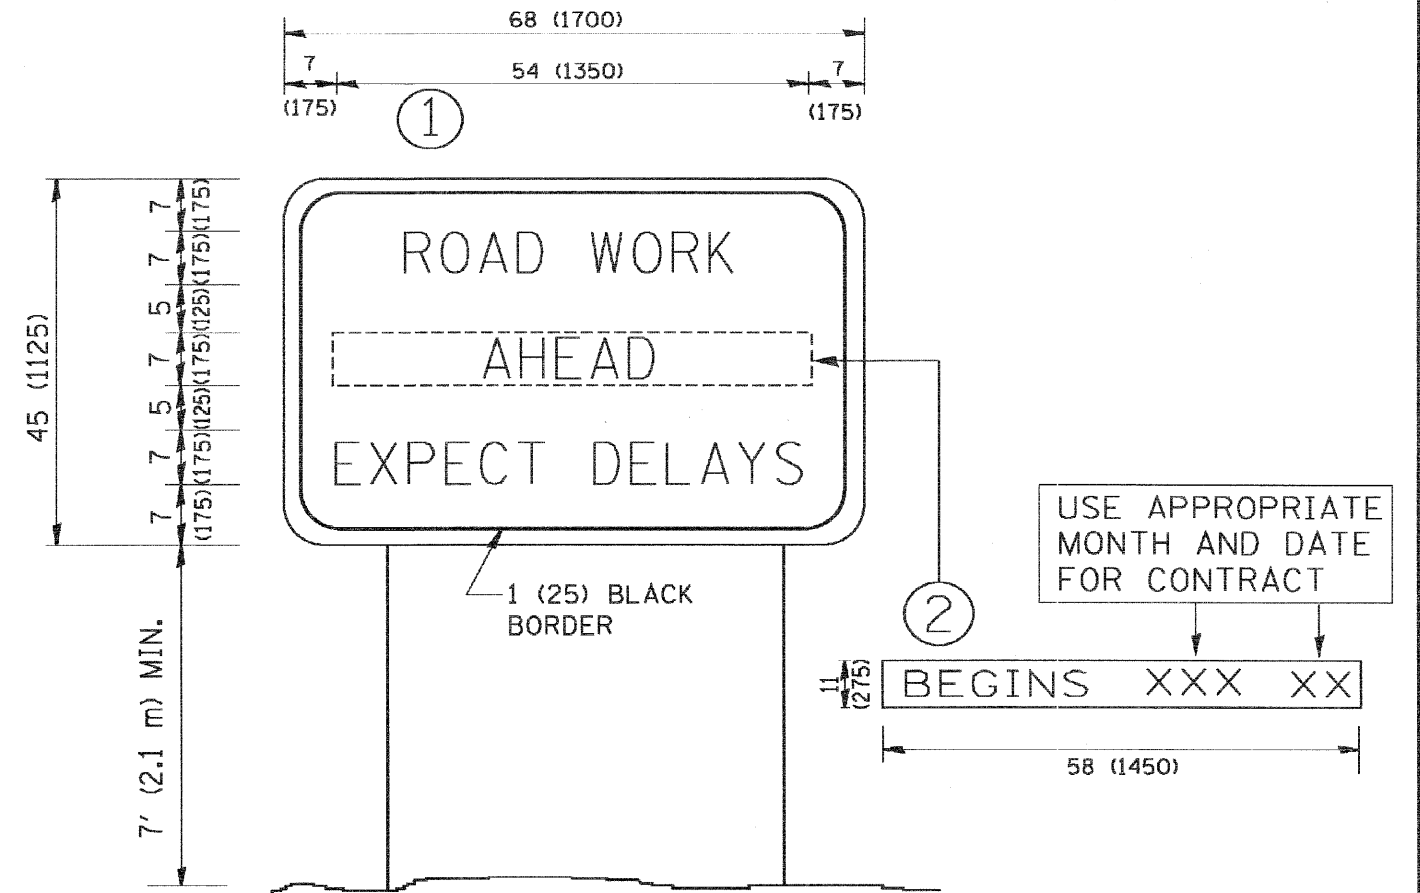 68 (1700)
7
54 (1350)
7
(175)
(175)
1
45 (1125)
7
(175)
7
(175)
5
(125)
7
(175)
5
(125)
7
(175)
7
(175)
ROAD WORK
AHEAD
EXPECT DELAYS
1 (25) BLACK
BORDER
7' (2.1 m) MIN.
USE APPROPRIATE
MONTH AND DATE
FOR CONTRACT
2
11
(275)
BEGINS XXX XX
58 (1450)